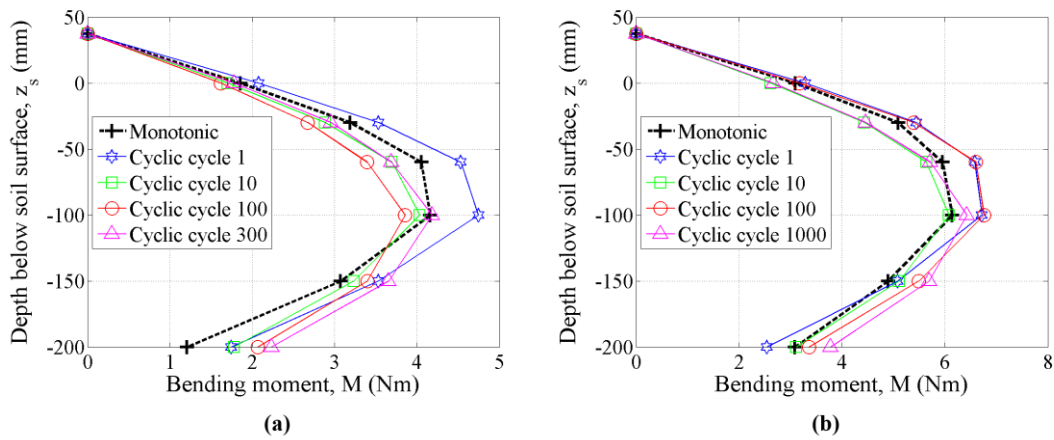 50
0
-50
-100
-150
-200
Depth below soil surface, z_s (mm)
Monotonic
Cyclic cycle 1
Cyclic cycle 10
Cyclic cycle 100
Cyclic cycle 300
0
1
2
3
4
5
Bending moment, M (Nm)
(a)
50
0
-50
-100
-150
-200
Depth below soil surface, z_s (mm)
Monotonic
Cyclic cycle 1
Cyclic cycle 10
Cyclic cycle 100
Cyclic cycle 1000
0
2
4
6
8
Bending moment, M (Nm)
(b)